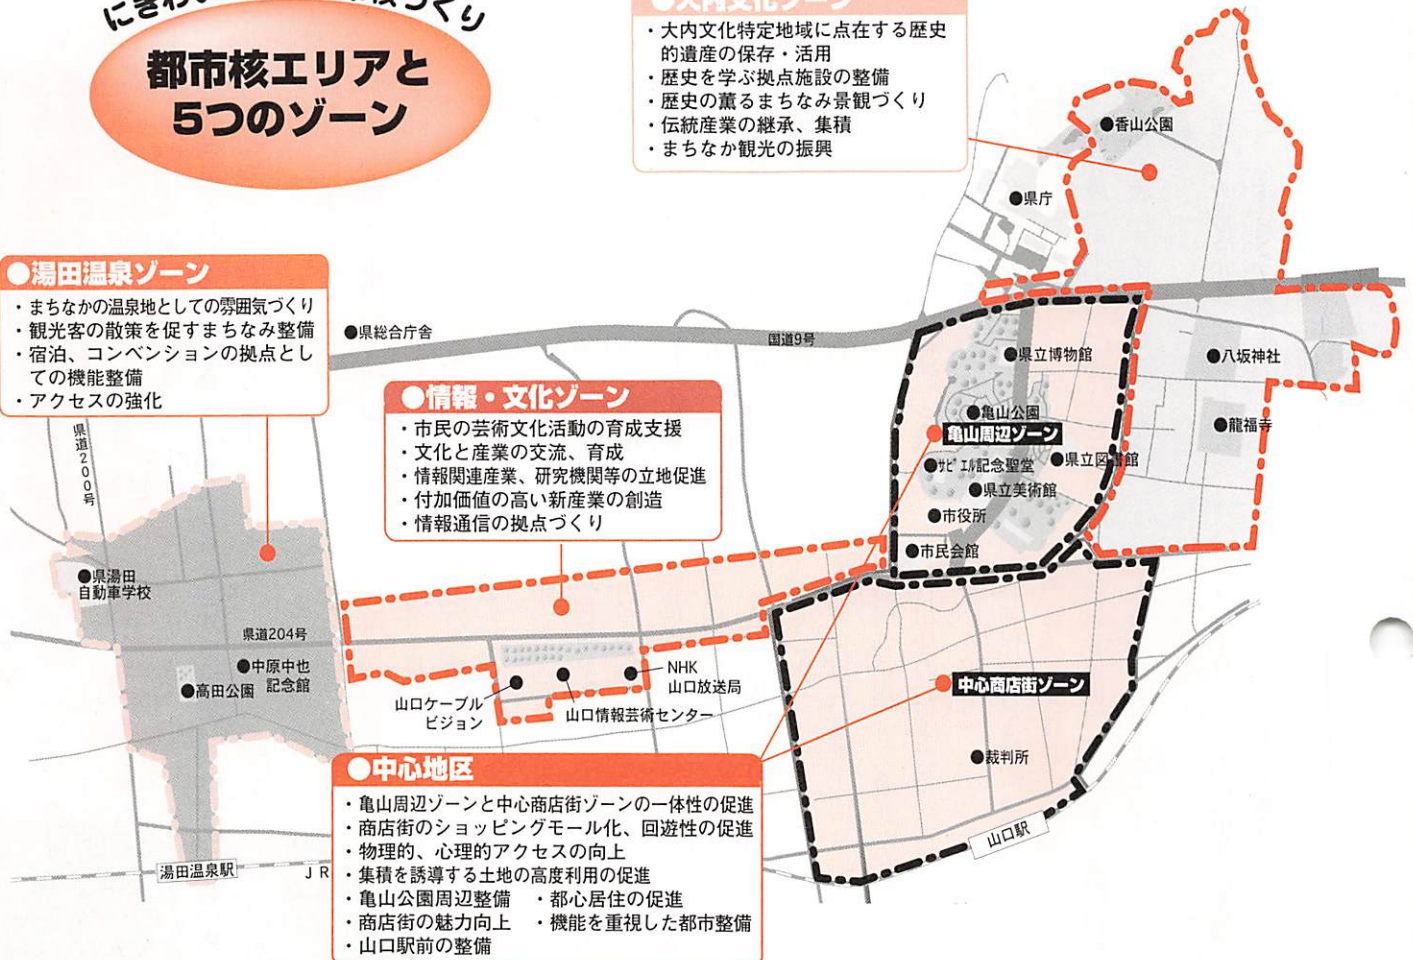 都市核エリアと
5つのゾーン
●大内文化ゾーン
・大内文化特定地域に点在する歴史
的遺産の保存・活用
・歴史を学ぶ拠点施設の整備
・歴史の薫るまちなみ景観づくり
・伝統産業の継承、集積
・まちなか観光の振興
●香山公園
●県庁
●湯田温泉ゾーン
・まちなかの温泉地としての雰囲気づくり
・観光客の散策を促すまちなみ整備
・宿泊、コンベンションの拠点とし
ての機能整備
・アクセスの強化
●県総合庁舎
国道9号
●県立博物館
●八坂神社
●亀山公園
亀山周辺ゾーン
●龍福寺
●サビエル記念聖堂
●県立図書館
●県立美術館
●市役所
●市民会館
●情報・文化ゾーン
・市民の芸術文化活動の育成支援
・文化と産業の交流、育成
・情報関連産業、研究機関等の立地促進
・付加価値の高い新産業の創造
・情報通信の拠点づくり
県道200号
●県湯田
自動車学校
県道204号
●中原中也
記念館
●高田公園
山口ケーブル
ビジョン
山口情報芸術センター
NHK
山口放送局
中心商店街ゾーン
●裁判所
●中心地区
・亀山周辺ゾーンと中心商店街ゾーンの一体性の促進
・商店街のショッピングモール化、回遊性の促進
・物理的、心理的アクセスの向上
・集積を誘導する土地の高度利用の促進
・亀山公園周辺整備 ・都心居住の促進
・商店街の魅力向上 ・機能を重視した都市整備
・山口駅前の整備
山口駅
湯田温泉駅
JR